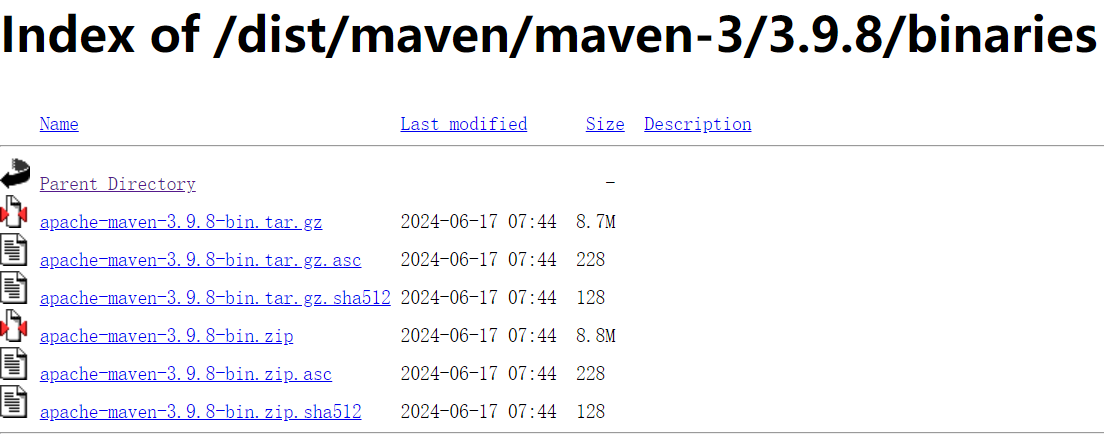 Index of /dist/maven/maven-3/3.9.8/binaries
Name Last modified Size Description
Parent Directory -
apache-maven-3.9.8-bin.tar.gz 2024-06-17 07:44 8.7M
apache-maven-3.9.8-bin.tar.gz.asc 2024-06-17 07:44 228
apache-maven-3.9.8-bin.tar.gz.sha512 2024-06-17 07:44 128
apache-maven-3.9.8-bin.zip 2024-06-17 07:44 8.8M
apache-maven-3.9.8-bin.zip.asc 2024-06-17 07:44 228
apache-maven-3.9.8-bin.zip.sha512 2024-06-17 07:44 128